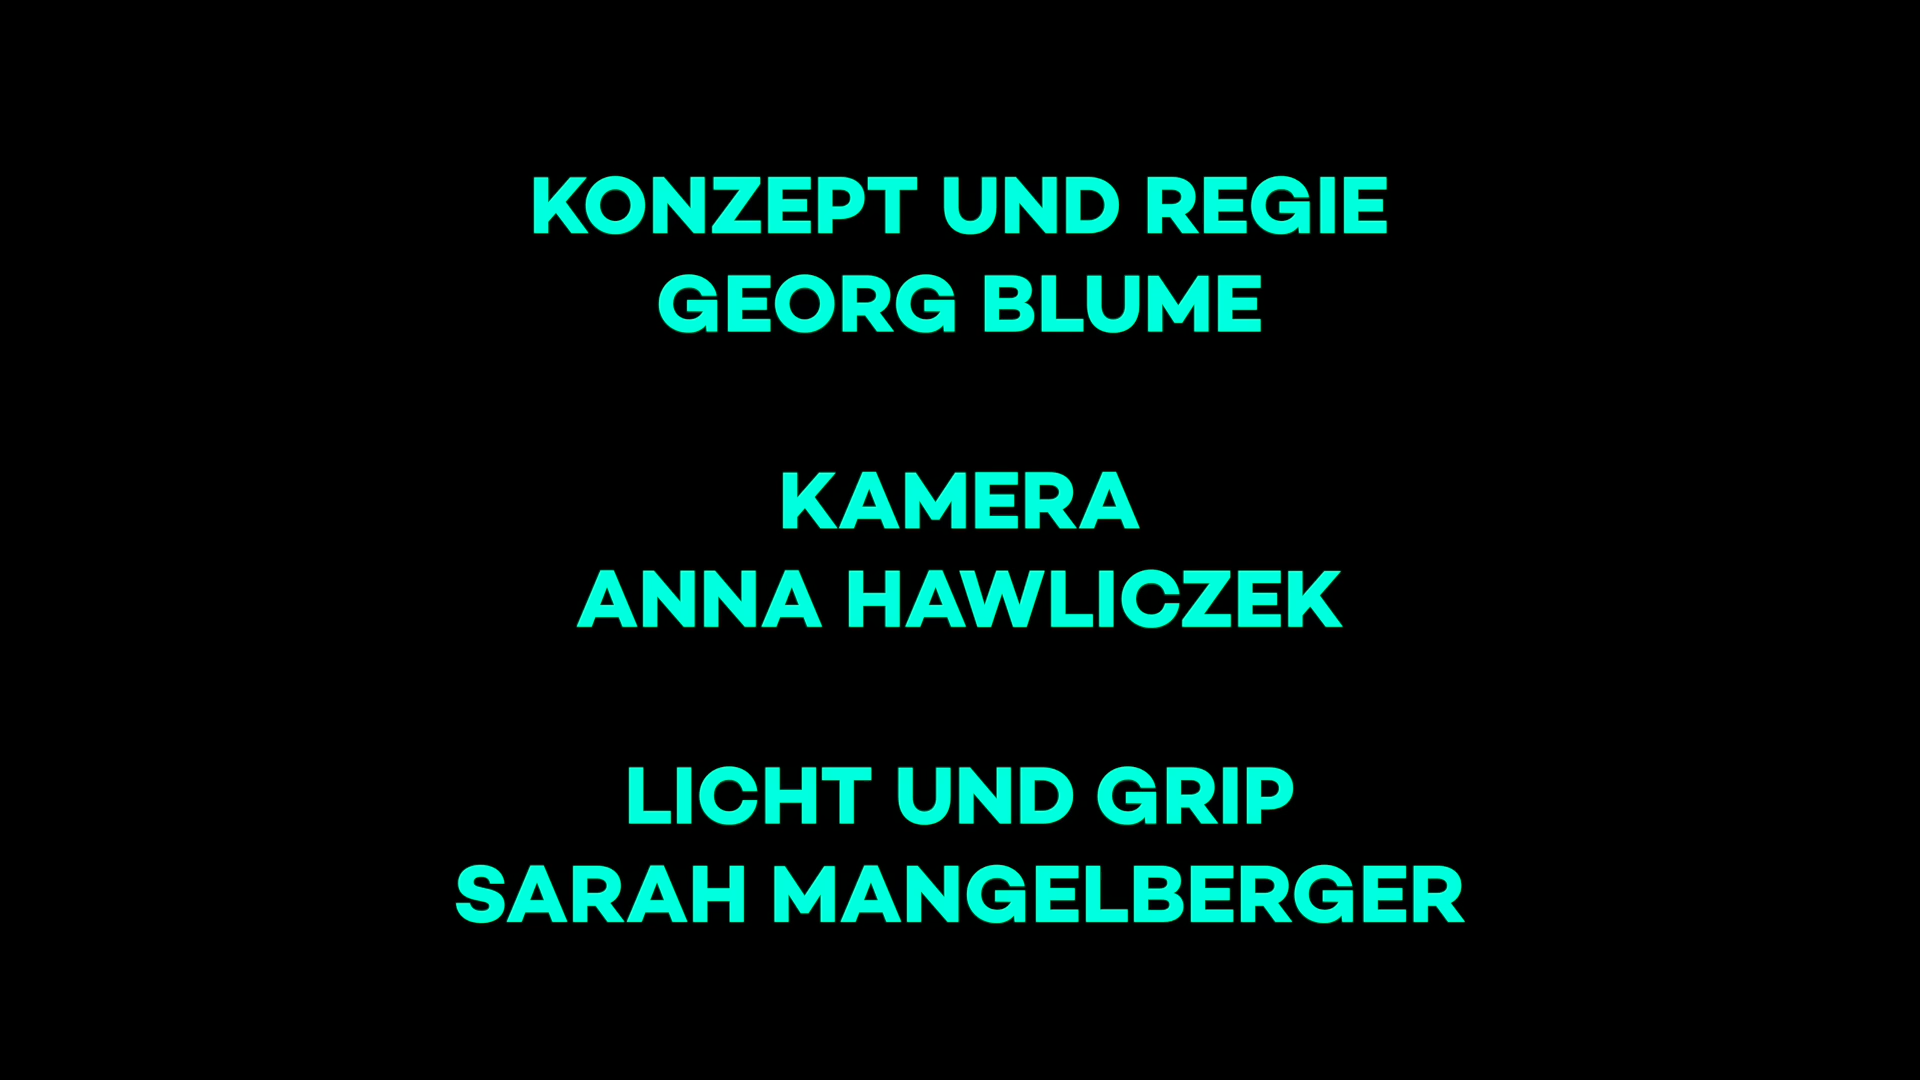 KONZEPT UND REGIE
GEORG BLUME
KAMERA
ANNA HAWLICZEK
LICHT UND GRIP
SARAH MANGELBERGER